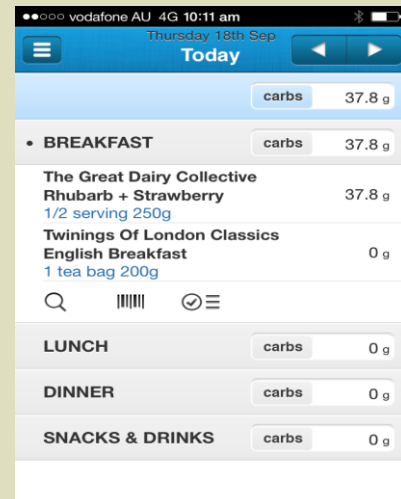 vodafone AU 4G 10:11 am
Thursday 18th Sep
Today
carbs 37.8 g
• BREAKFAST carbs 37.8 g
The Great Dairy Collective
Rhubarb + Strawberry 37.8 g
1/2 serving 250g
Twinings Of London Classics
English Breakfast 0 g
1 tea bag 200g
LUNCH carbs 0 g
DINNER carbs 0 g
SNACKS & DRINKS carbs 0 g